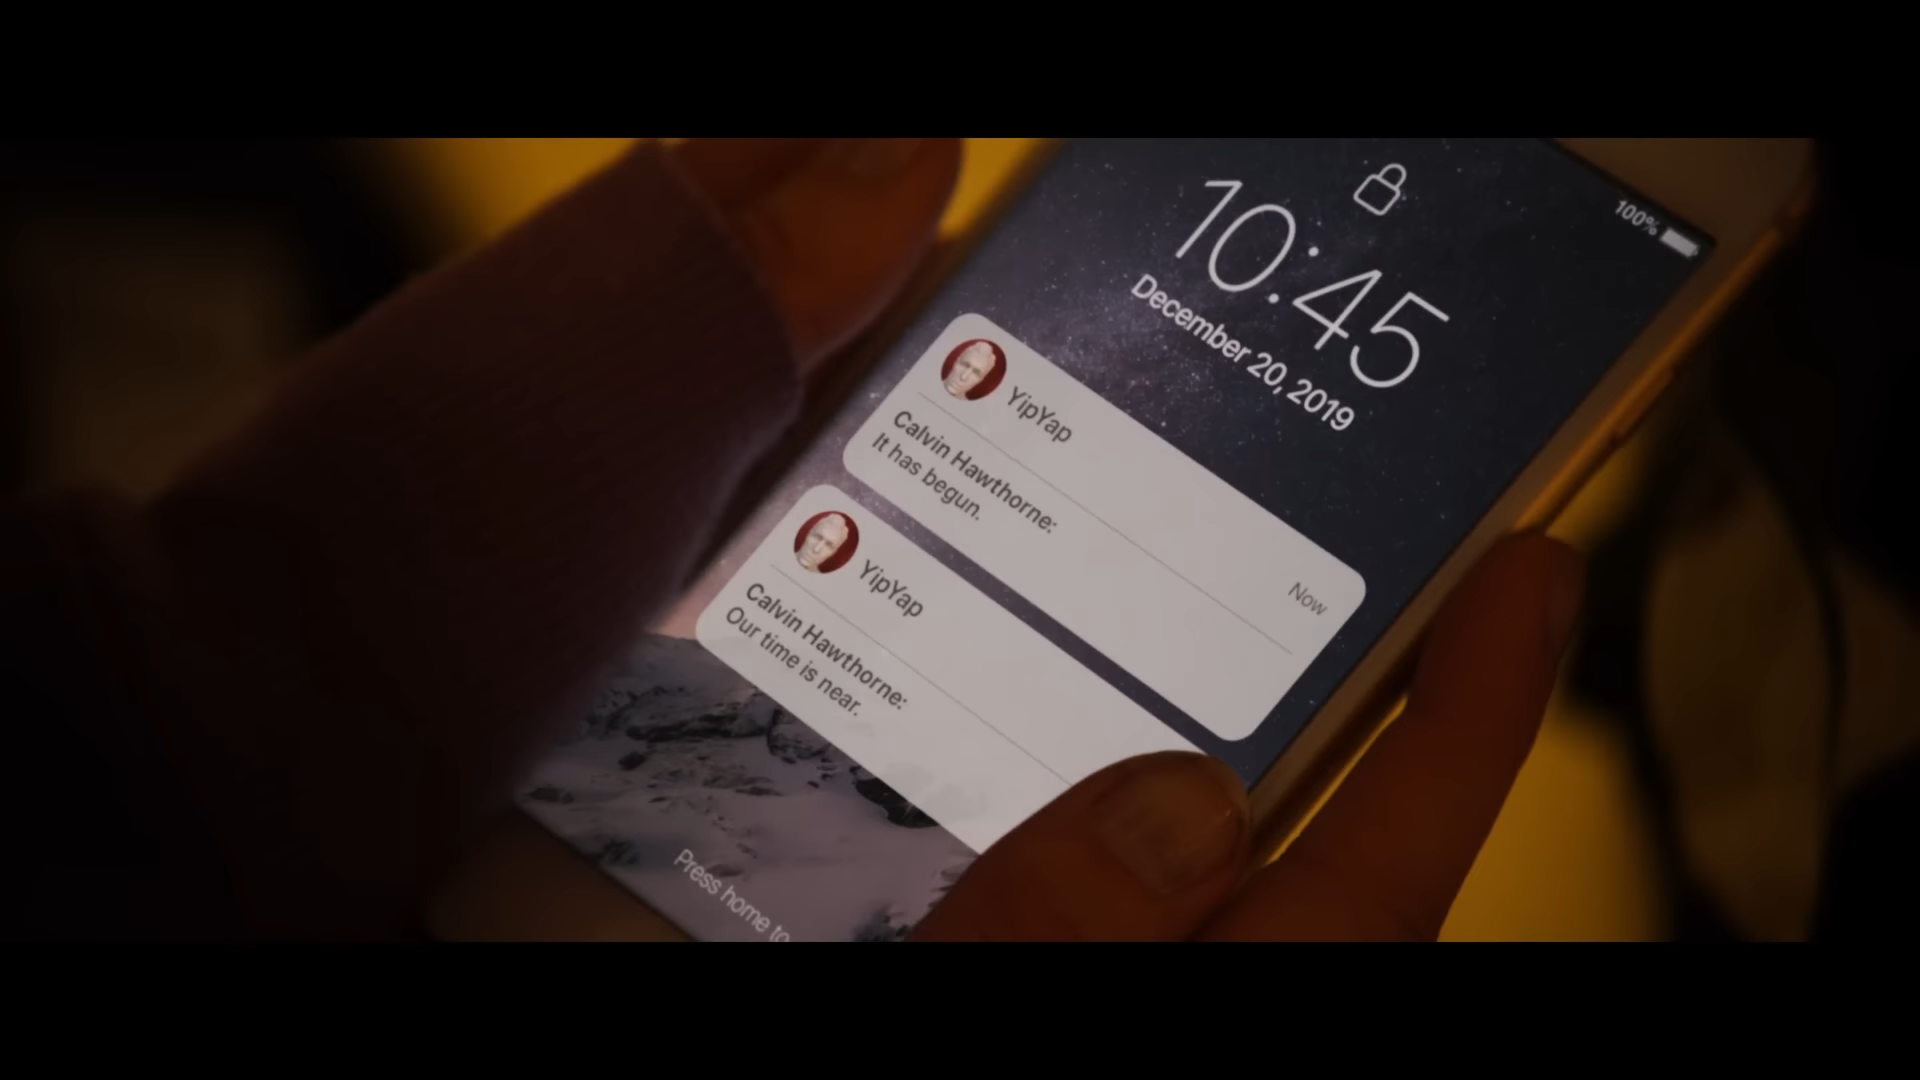 100%
10:45
December 20, 2019
YipYap
Now
Calvin Hawthorne:
It has begun.
YipYap
Calvin Hawthorne:
Our time is near.
Press home to